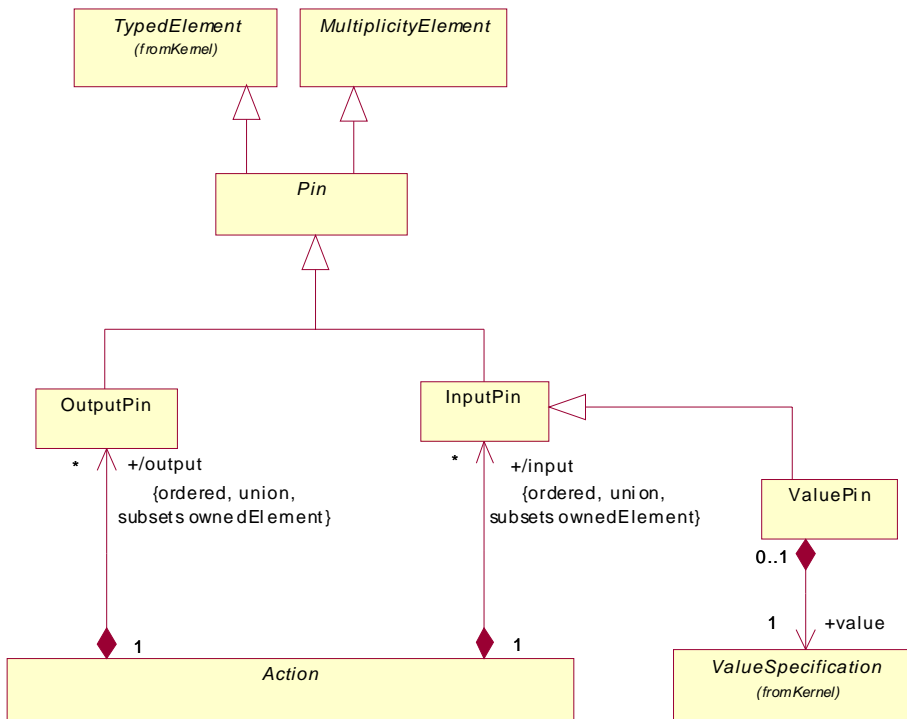 TypedElement
(fromKernel)
MultiplicityElement
Pin
OutputPin
InputPin
* +/output
{ordered, union,
subsets ownedElement}
* +/input
{ordered, union,
subsets ownedElement}
ValuePin
0..1
1
1
1 +value
Action
ValueSpecification
(fromKernel)